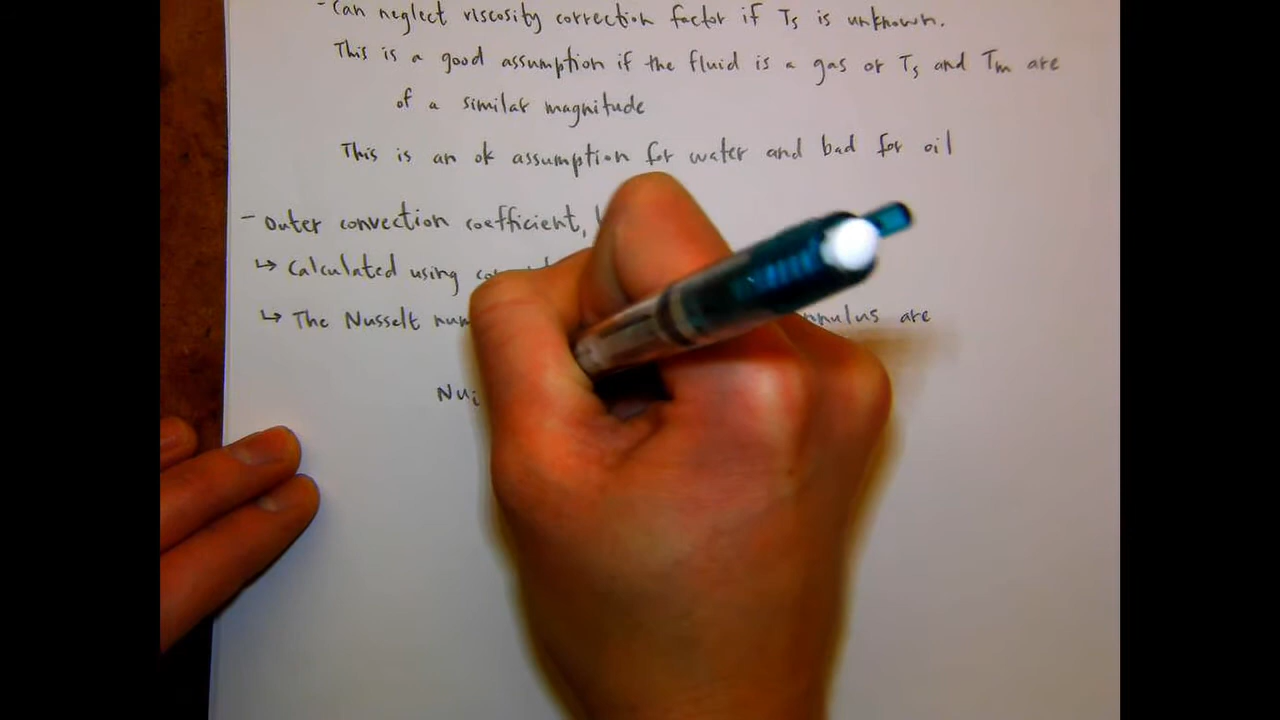 - Can neglect viscosity correction factor if Ts is unknown.
This is a good assumption if the fluid is a gas or Ts and Tm are
of a similar magnitude
This is an ok assumption for water and bad for oil
- Outer convection coefficient,
↳ Calculated using
↳ The Nusselt are
Nui